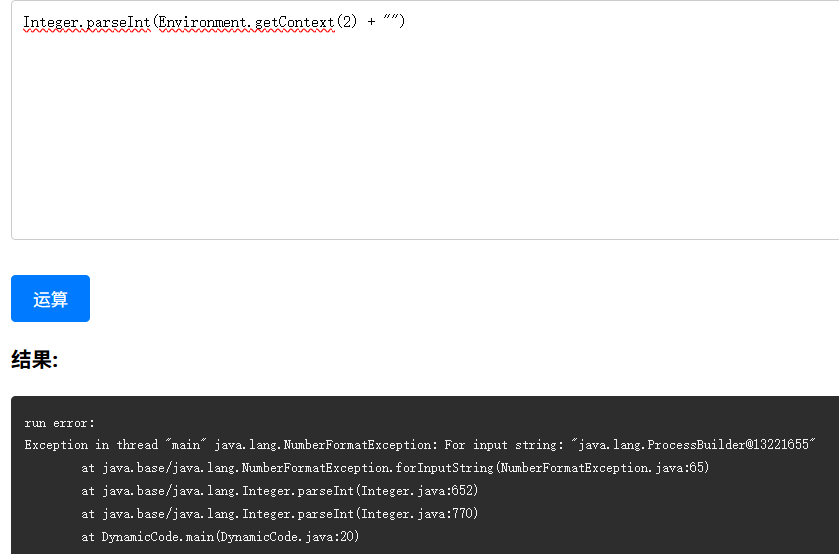 Integer.parseInt(Environment.getContext(2) + "")
运算
结果:
run error:
Exception in thread "main" java.lang.NumberFormatException: For input string: "java.lang.ProcessBuilder@13221655"
at java.base/java.lang.NumberFormatException.forInputString(NumberFormatException.java:65)
at java.base/java.lang.Integer.parseInt(Integer.java:652)
at java.base/java.lang.Integer.parseInt(Integer.java:770)
at DynamicCode.main(DynamicCode.java:20)